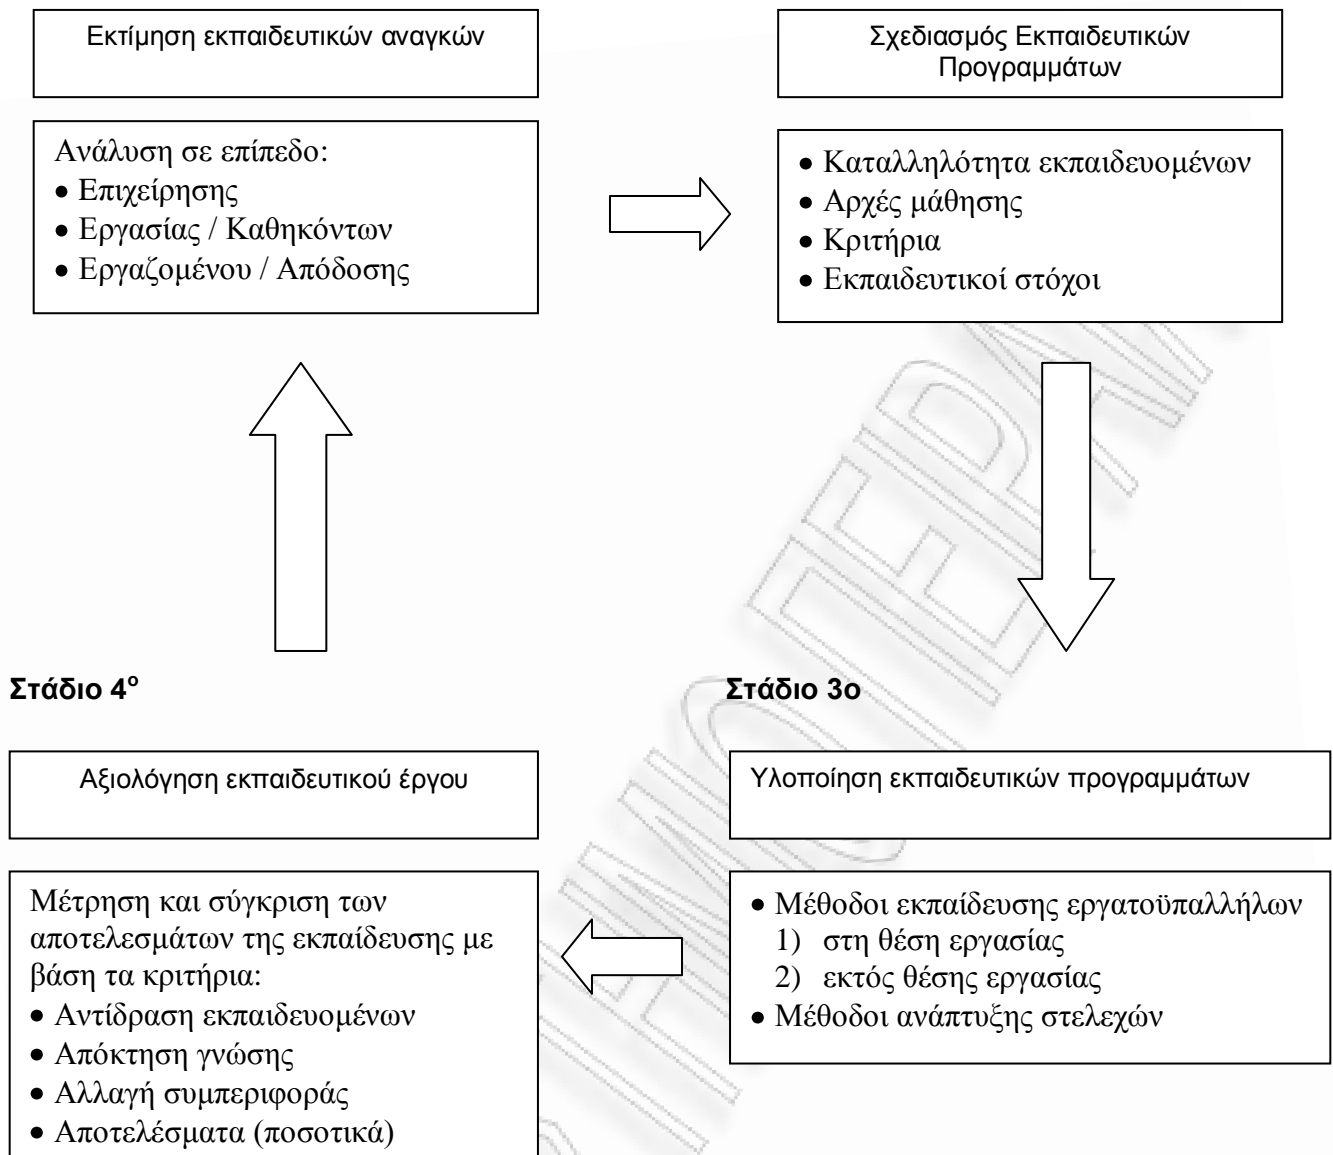 Εκτίμηση εκπαιδευτικών αναγκών
Ανάλυση σε επίπεδο:
• Επιχείρησης
• Εργασίας / Καθηκόντων
• Εργαζομένου / Απόδοσης
Σχεδιασμός Εκπαιδευτικών
Προγραμμάτων
• Καταλληλότητα εκπαιδευομένων
• Αρχές μάθησης
• Κριτήρια
• Εκπαιδευτικοί στόχοι
Στάδιο 3ο
Υλοποίηση εκπαιδευτικών προγραμμάτων
• Μέθοδοι εκπαίδευσης εργατοϋπαλλήλων
1) στη θέση εργασίας
2) εκτός θέσης εργασίας
• Μέθοδοι ανάπτυξης στελεχών
Στάδιο 4ο
Αξιολόγηση εκπαιδευτικού έργου
Μέτρηση και σύγκριση των
αποτελεσμάτων της εκπαίδευσης με
βάση τα κριτήρια:
• Αντίδραση εκπαιδευομένων
• Απόκτηση γνώσης
• Αλλαγή συμπεριφοράς
• Αποτελέσματα (ποσοτικά)